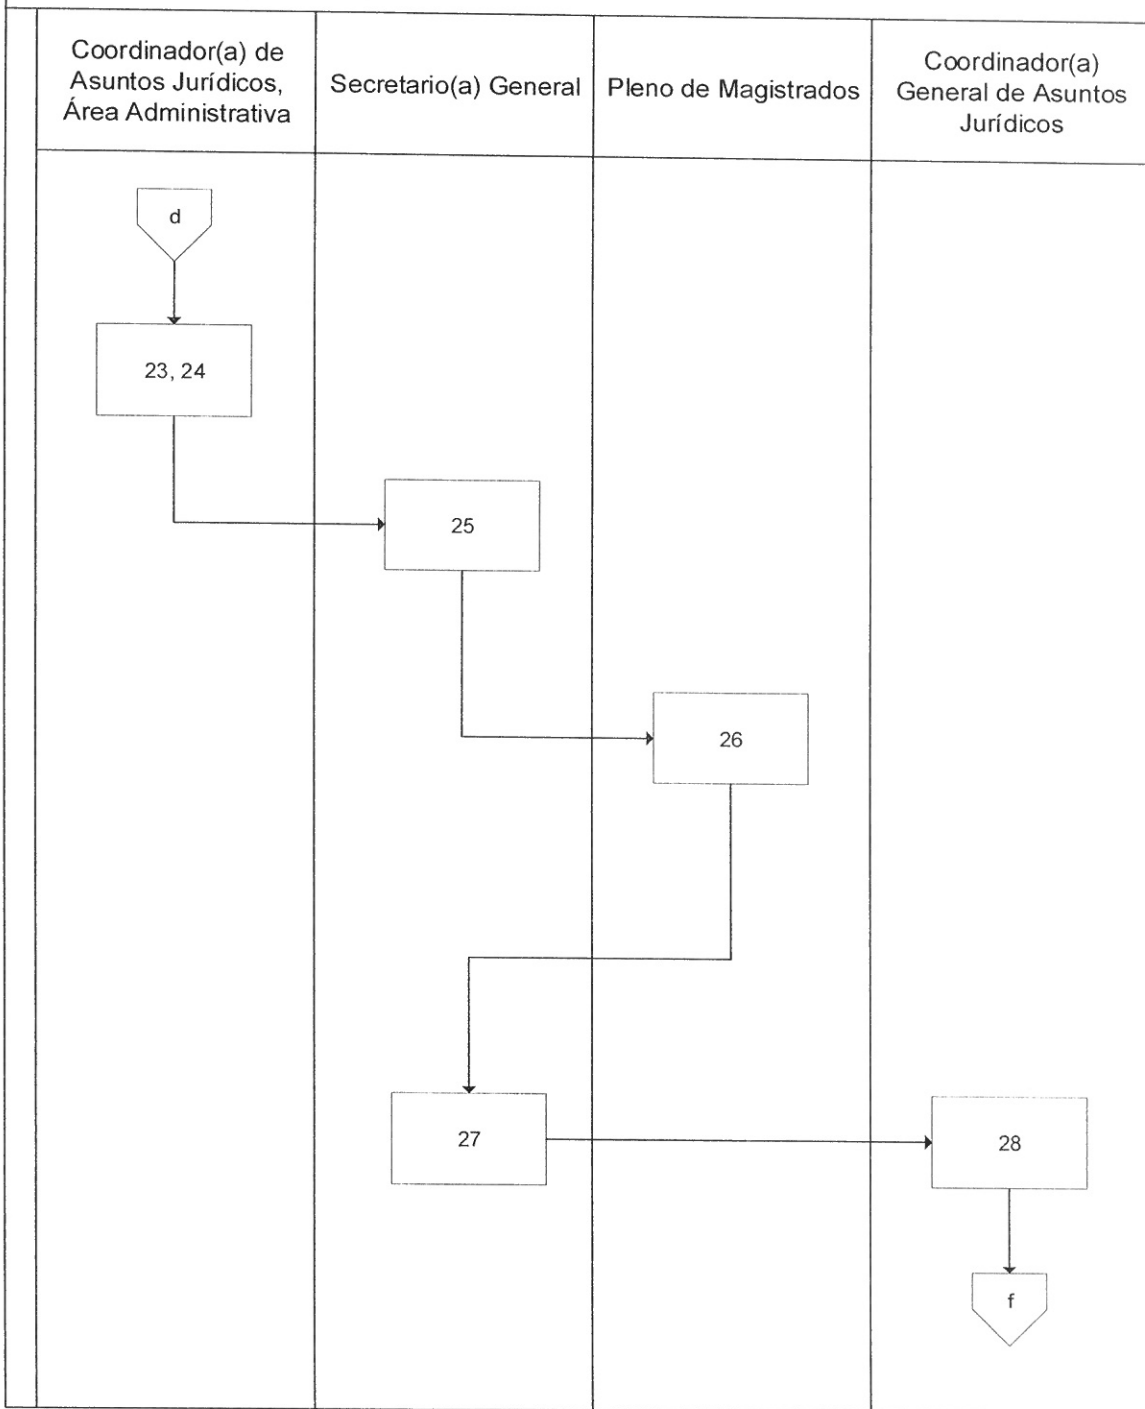 Coordinador(a) de
Asuntos Jurídicos,
Área Administrativa
Secretario(a) General
Pleno de Magistrados
Coordinador(a)
General de Asuntos
Jurídicos
d
23, 24
25
26
27
28
f